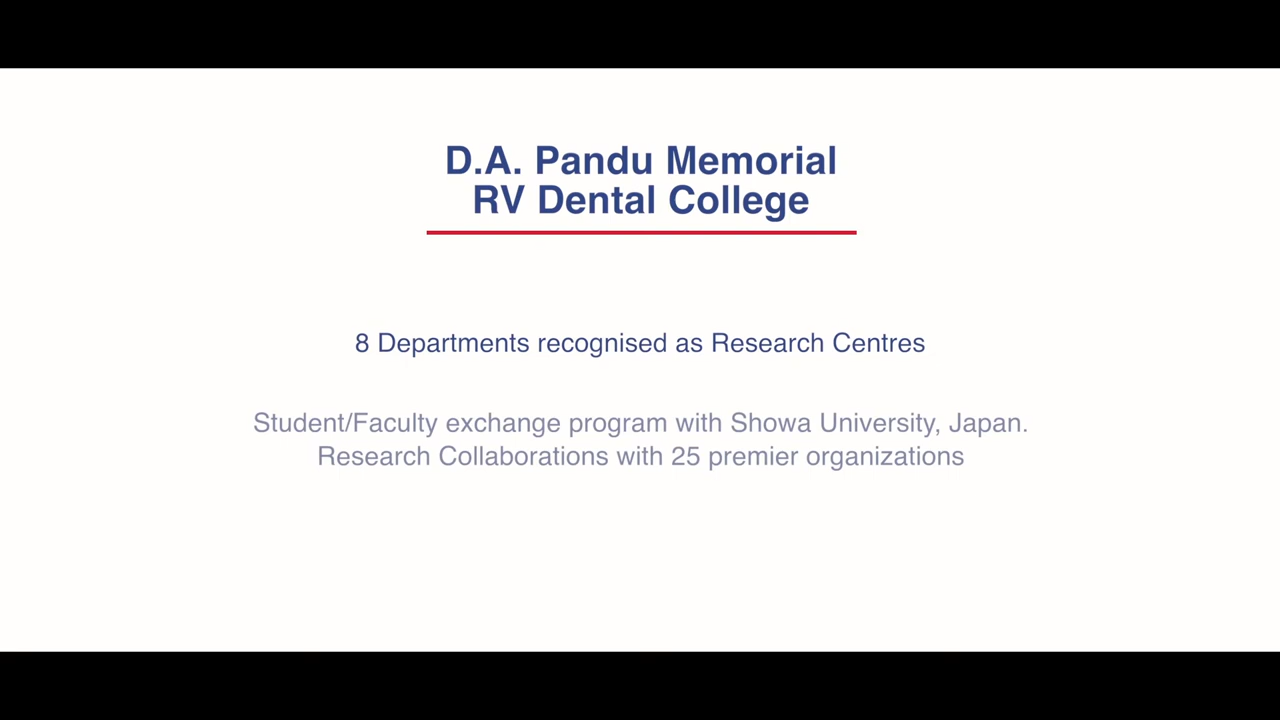 D.A. Pandu Memorial
RV Dental College
8 Departments recognised as Research Centres
Student/Faculty exchange program with Showa University, Japan.
Research Collaborations with 25 premier organizations